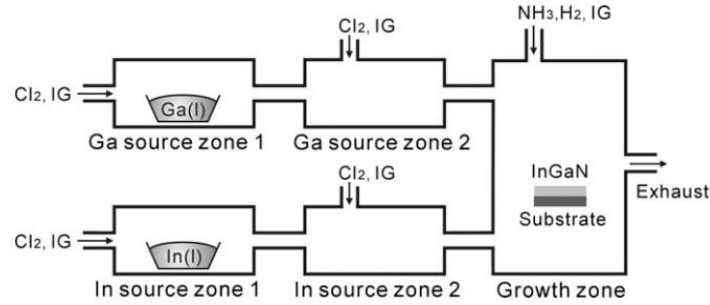 Cl₂, IG
NH₃,H₂, IG
Cl₂, IG
Ga(l)
Ga source zone 1
Ga source zone 2
Cl₂, IG
InGaN
Substrate
Exhaust
Cl₂, IG
In(l)
In source zone 1
In source zone 2
Growth zone